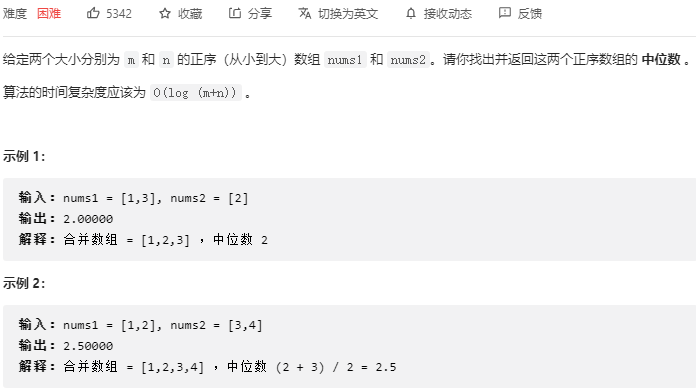 难度 困难 5342 收藏 分享 切换为英文 接收动态 反馈
给定两个大小分别为 m 和 n 的正序（从小到大）数组 nums1 和 nums2。请你找出并返回这两个正序数组的 中位数 。
算法的时间复杂度应该为 O(log (m+n)) 。
示例 1：
输入：nums1 = [1,3], nums2 = [2]
输出：2.00000
解释：合并数组 = [1,2,3] ，中位数 2
示例 2：
输入：nums1 = [1,2], nums2 = [3,4]
输出：2.50000
解释：合并数组 = [1,2,3,4] ，中位数 (2 + 3) / 2 = 2.5